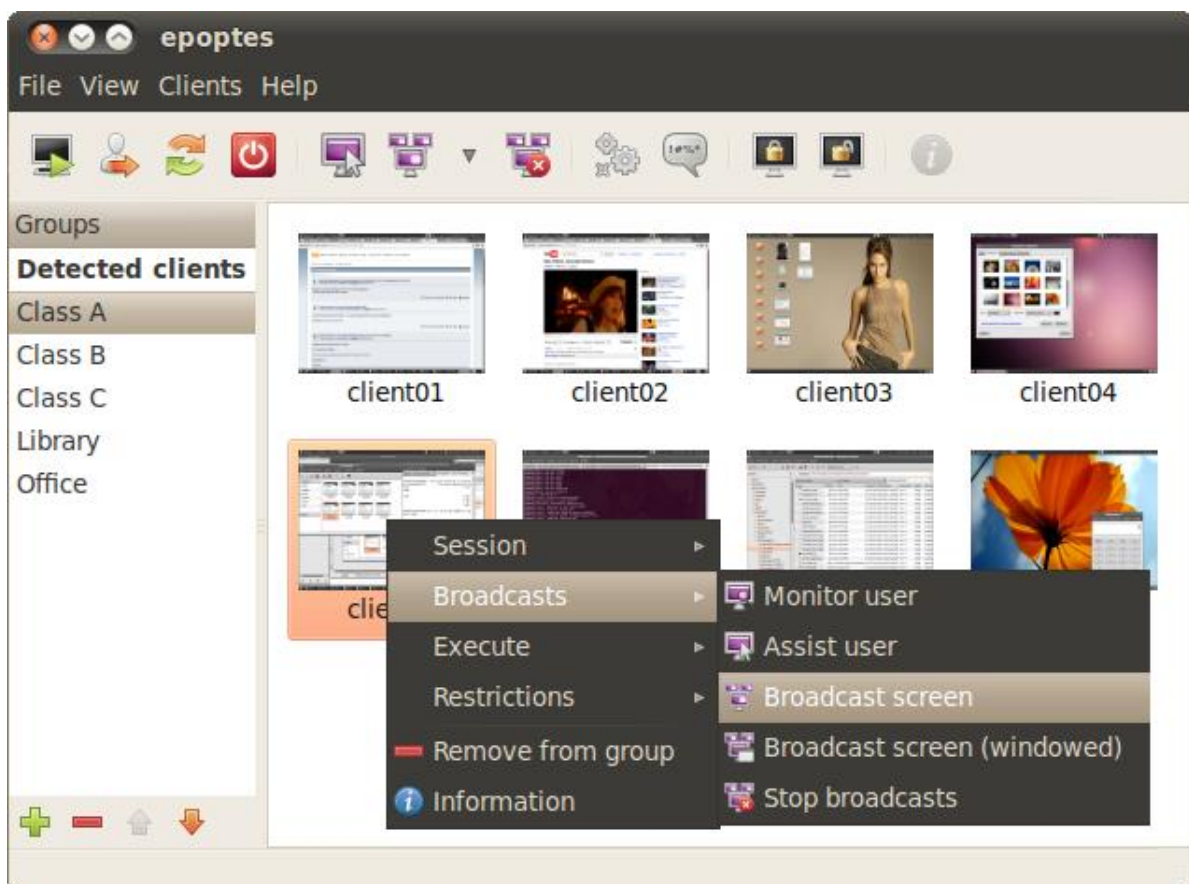 epoptes
File View Clients Help
Groups
Detected clients
Class A
Class B
Class C
Library
Office
client01 client02 client03 client04
clie
Session
Broadcasts
Execute
Restrictions
Remove from group
Information
Monitor user
Assist user
Broadcast screen
Broadcast screen (windowed)
Stop broadcasts